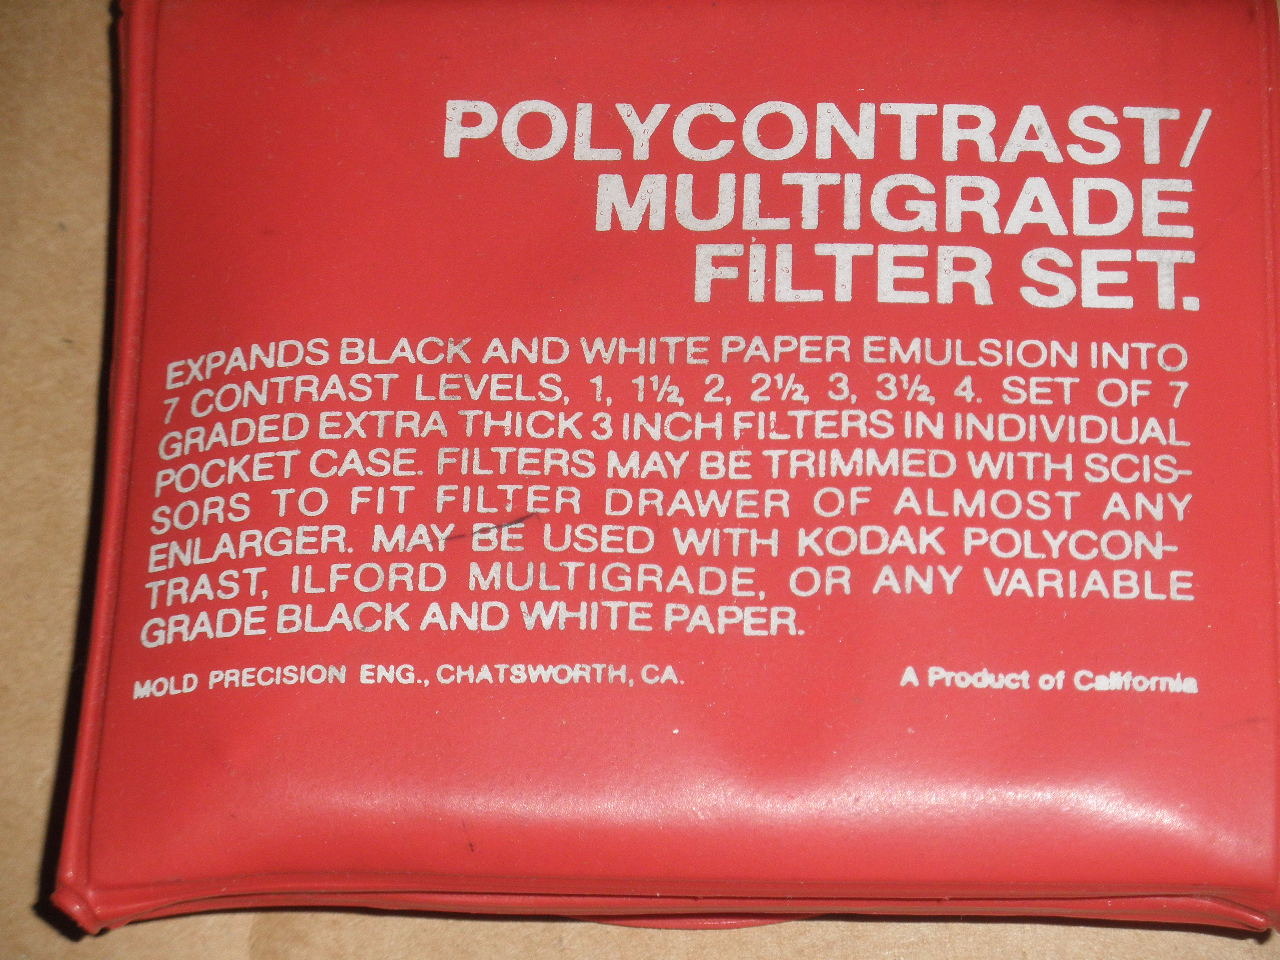 POLYCONTRAST/
MULTIGRADE
FILTER SET.
EXPANDS BLACK AND WHITE PAPER EMULSION INTO
7 CONTRAST LEVELS, 1, 1½, 2, 2½, 3, 3½, 4. SET OF 7
GRADED EXTRA THICK 3 INCH FILTERS IN INDIVIDUAL
POCKET CASE. FILTERS MAY BE TRIMMED WITH SCIS-
SORS TO FIT FILTER DRAWER OF ALMOST ANY
ENLARGER. MAY BE USED WITH KODAK POLYCON-
TRAST, ILFORD MULTIGRADE, OR ANY VARIABLE
GRADE BLACK AND WHITE PAPER.
MOLD PRECISION ENG., CHATSWORTH, CA.
A Product of California